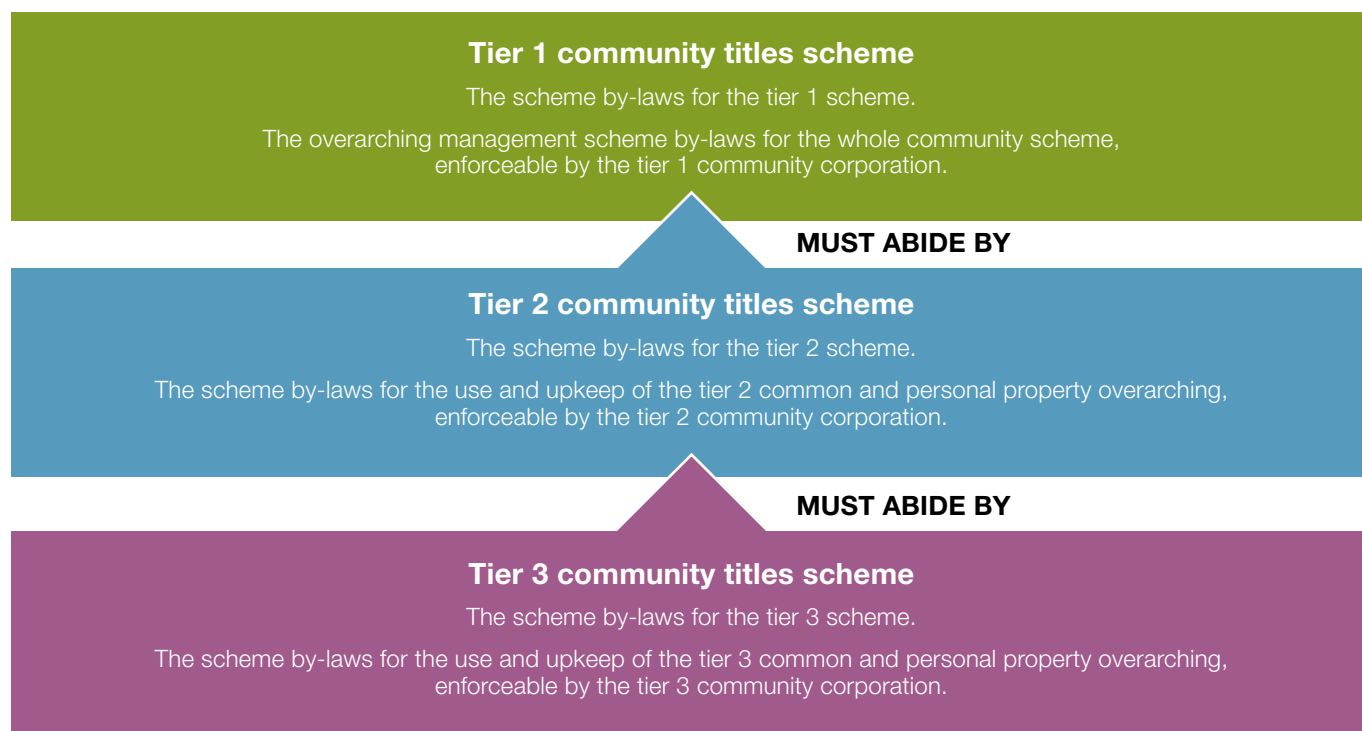 Tier 1 community titles scheme
The scheme by-laws for the tier 1 scheme.
The overarching management scheme by-laws for the whole community scheme,
enforceable by the tier 1 community corporation.
MUST ABIDE BY
Tier 2 community titles scheme
The scheme by-laws for the tier 2 scheme.
The scheme by-laws for the use and upkeep of the tier 2 common and personal property overarching,
enforceable by the tier 2 community corporation.
MUST ABIDE BY
Tier 3 community titles scheme
The scheme by-laws for the tier 3 scheme.
The scheme by-laws for the use and upkeep of the tier 3 common and personal property overarching,
enforceable by the tier 3 community corporation.